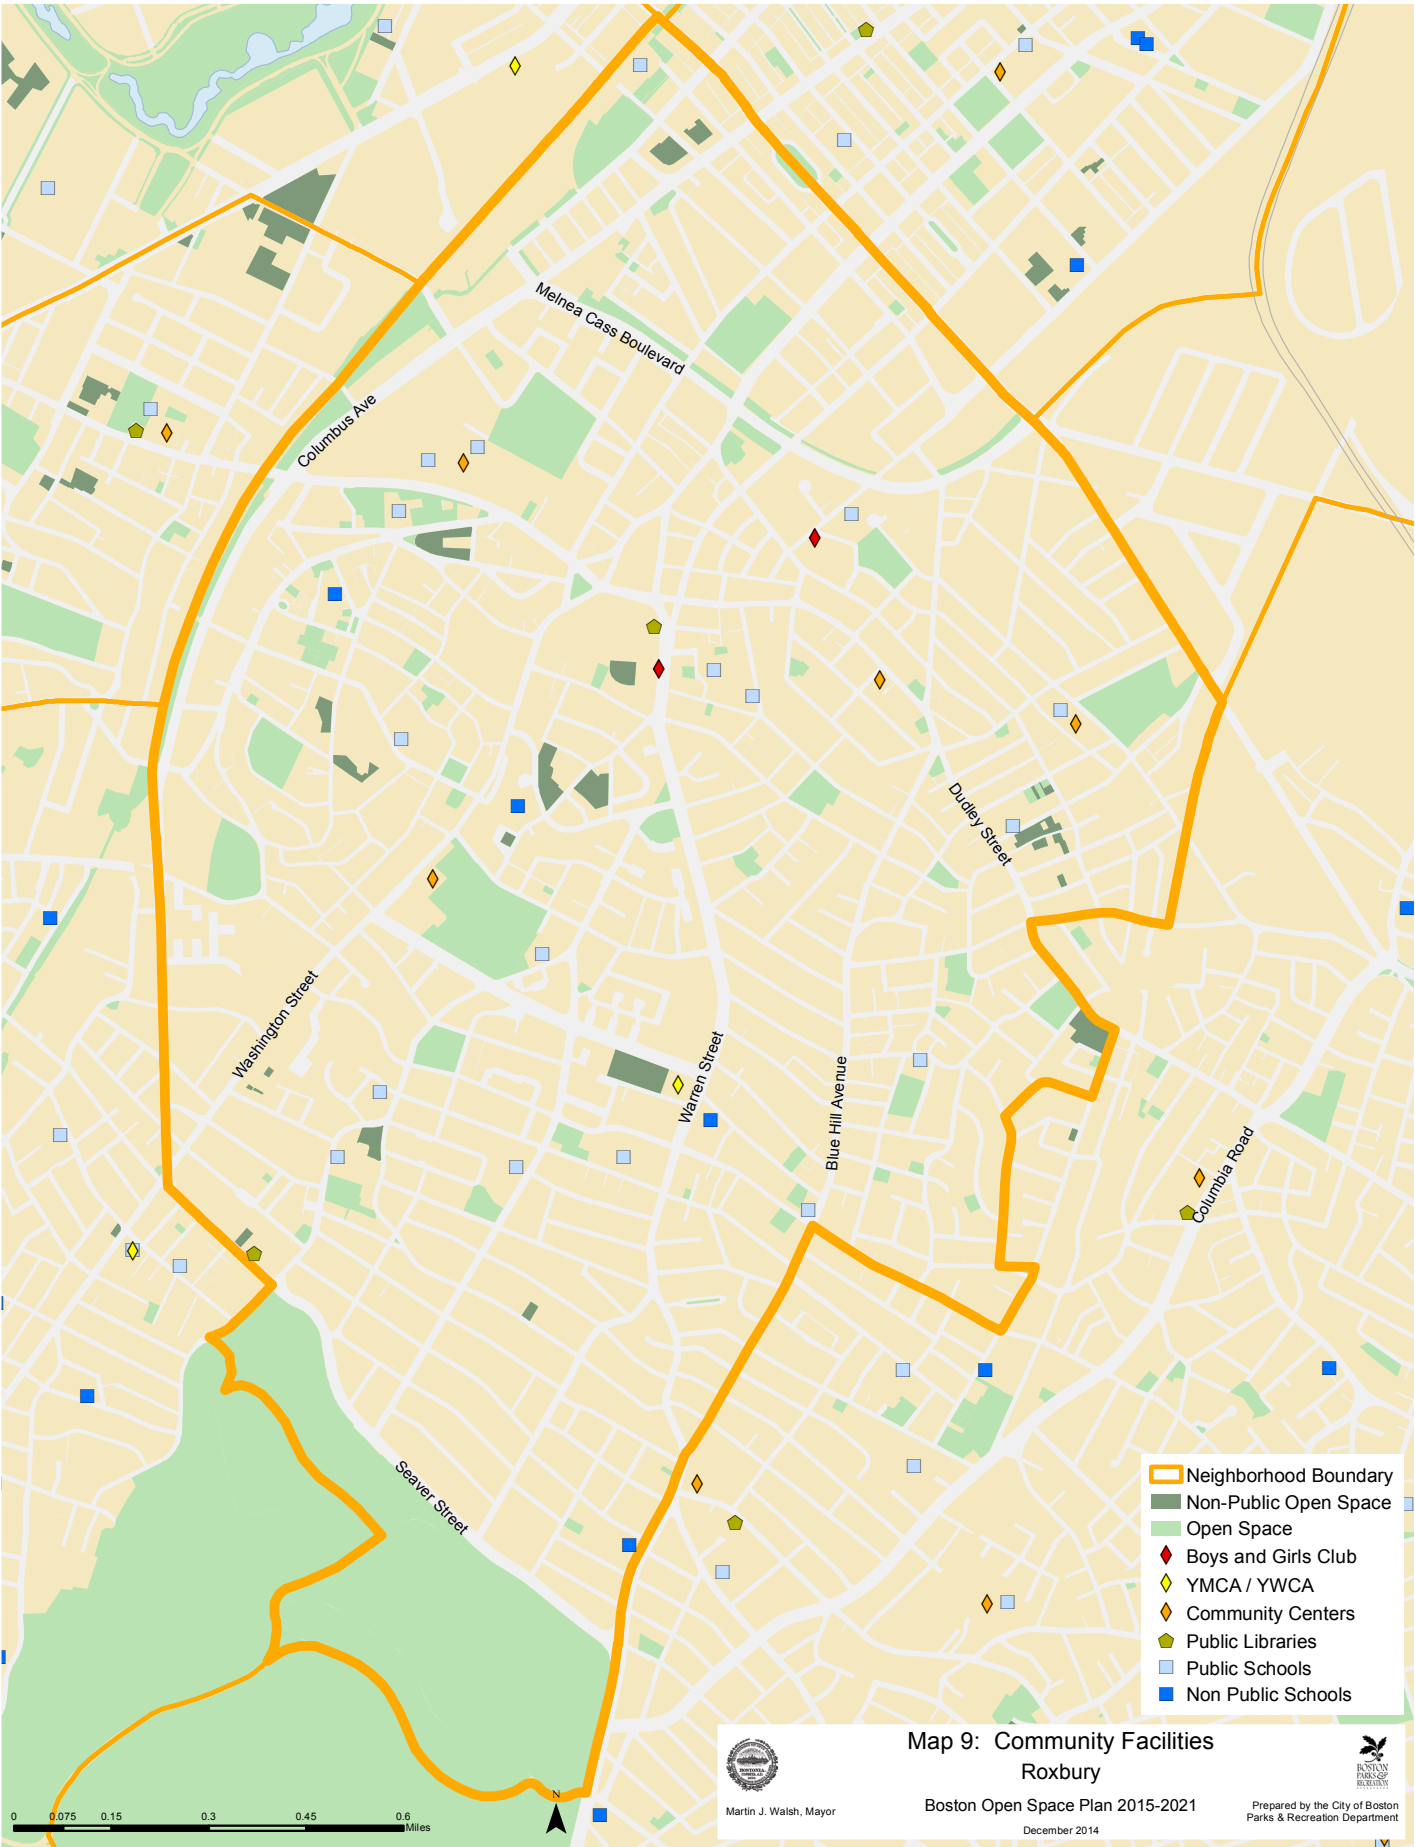 Melnea Cass Boulevard
Columbus Ave
Dudley Street
Washington Street
Warren Street
Blue Hill Avenue
Columbia Road
Seaver Street
Neighborhood Boundary
Non-Public Open Space
Open Space
Boys and Girls Club
YMCA / YWCA
Community Centers
Public Libraries
Public Schools
Non Public Schools
Map 9: Community Facilities
Roxbury
Boston Open Space Plan 2015-2021
December 2014
Martin J. Walsh, Mayor
BOSTON
PARKS &
RECREATION
Prepared by the City of Boston
Parks & Recreation Department
N
0 0.075 0.15 0.3 0.45 0.6
Miles